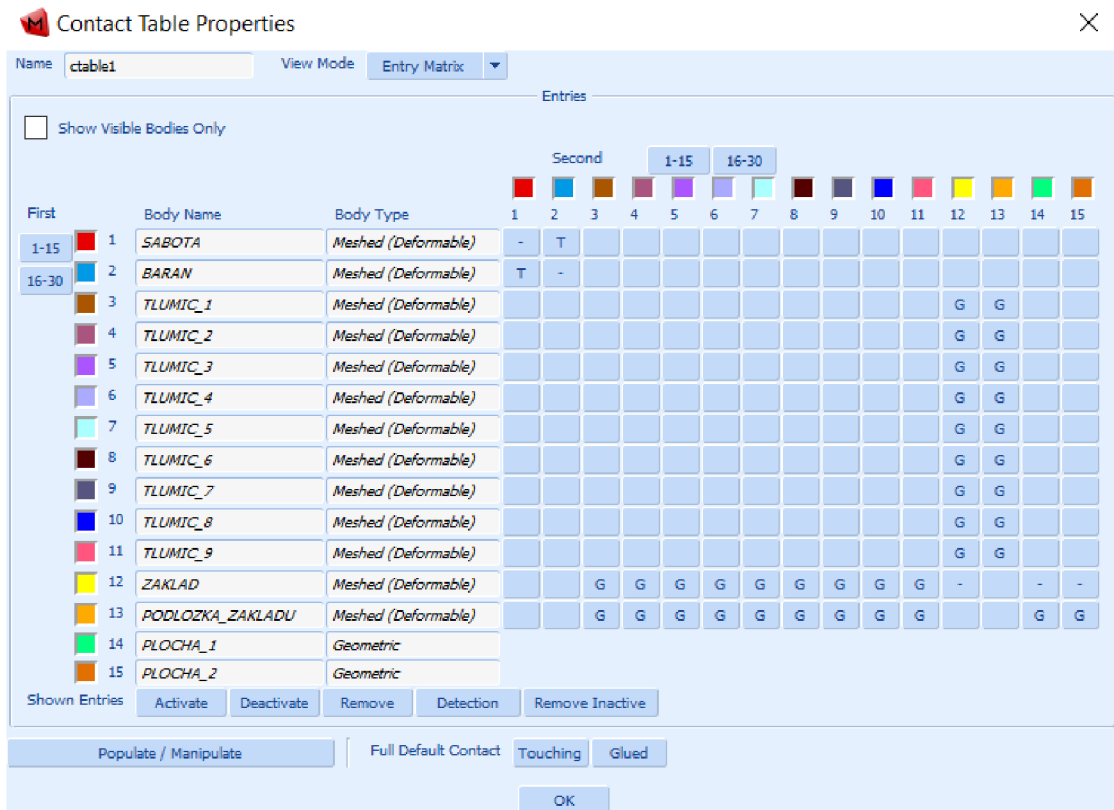 Contact Table Properties
Name ctable1 View Mode Entry Matrix
Entries
Show Visible Bodies Only
Second 1-15 16-30
First Body Name Body Type 1 2 3 4 5 6 7 8 9 10 11 12 13 14 15
1-15
16-30
1 SABOTA Meshed (Deformable) - T
2 BARAN Meshed (Deformable) T -
3 TLUMIC_1 Meshed (Deformable) G G
4 TLUMIC_2 Meshed (Deformable) G G
5 TLUMIC_3 Meshed (Deformable) G G
6 TLUMIC_4 Meshed (Deformable) G G
7 TLUMIC_5 Meshed (Deformable) G G
8 TLUMIC_6 Meshed (Deformable) G G
9 TLUMIC_7 Meshed (Deformable) G G
10 TLUMIC_8 Meshed (Deformable) G G
11 TLUMIC_9 Meshed (Deformable) G G
12 ZAKLAD Meshed (Deformable) G G G G G G G G G - - -
13 PODLOZKA_ZAKLADU Meshed (Deformable) G G G G G G G G G G G
14 PLOCHA_1 Geometric
15 PLOCHA_2 Geometric
Shown Entries Activate Deactivate Remove Detection Remove Inactive
Populate / Manipulate Full Default Contact Touching Glued
OK